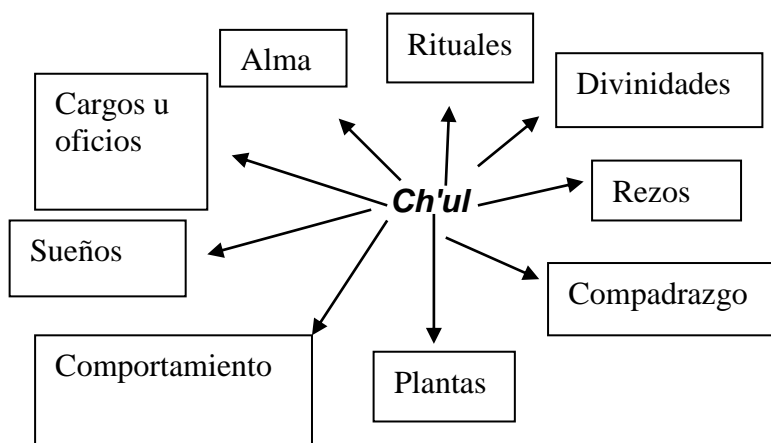 Rituales
Alma
Divinidades
Cargos u
oficios
Ch'ul
Rezos
Sueños
Compadrazgo
Comportamiento
Plantas